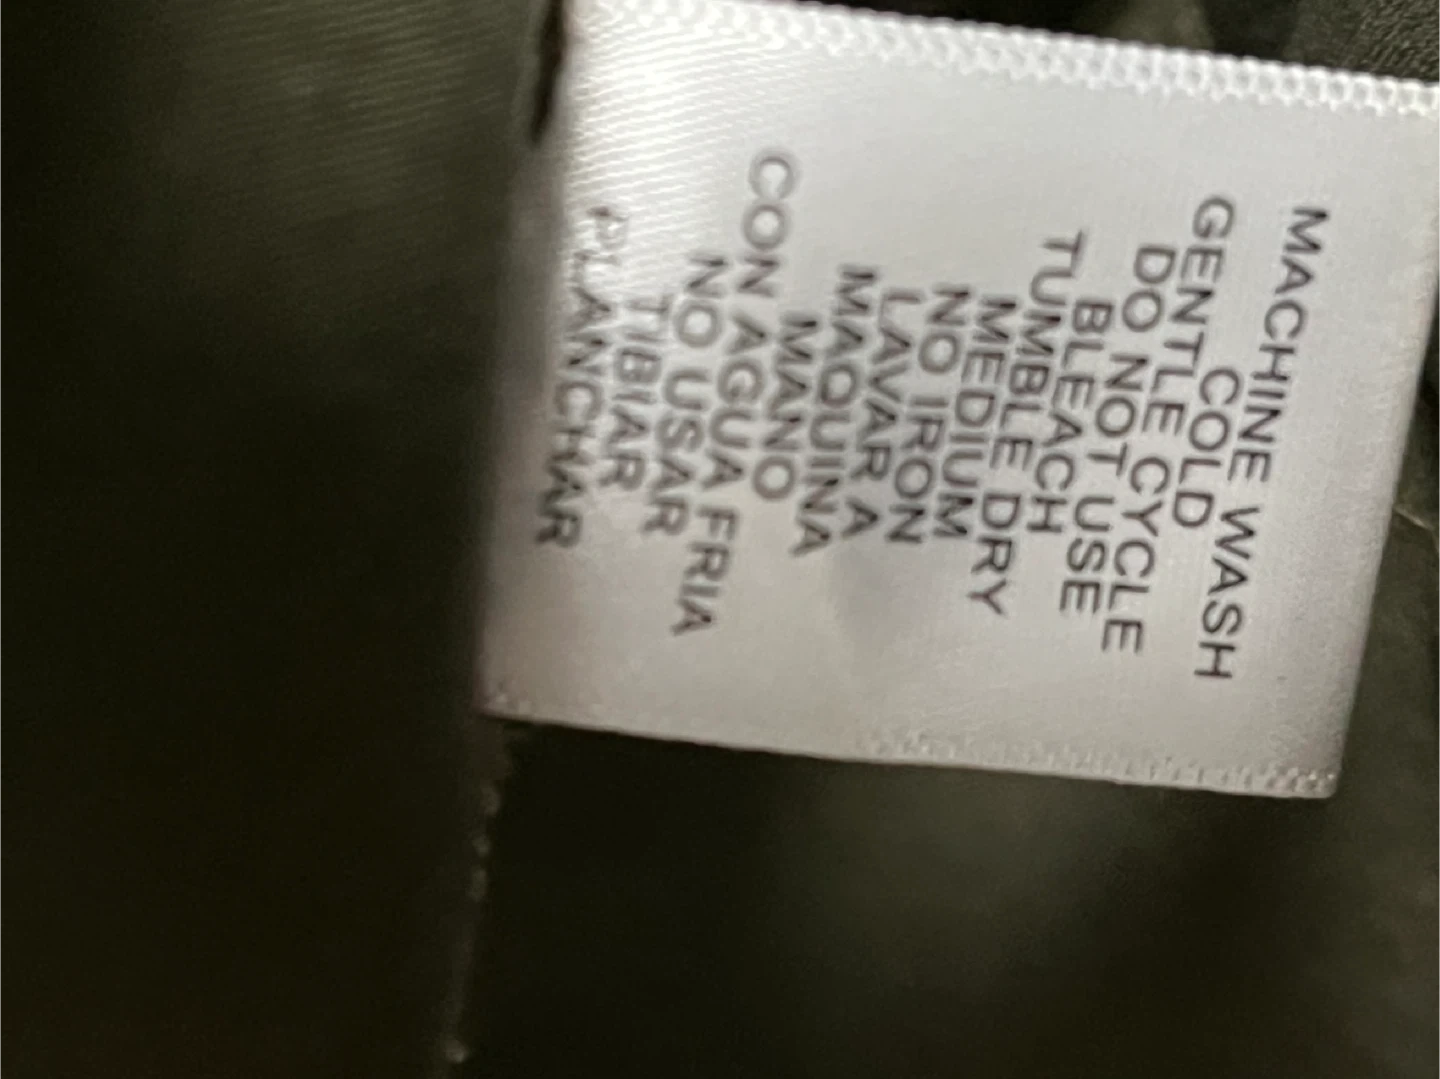 MACHINE WASH
COLD
GENTLE CYCLE
DO NOT USE
BLEACH
TUMBLE DRY
MEDIUM
NO IRON
LAVAR A
MAQUINA
MANO
CON AGUA FRIA
NO USAR
TIBIAR
PLANCHAR